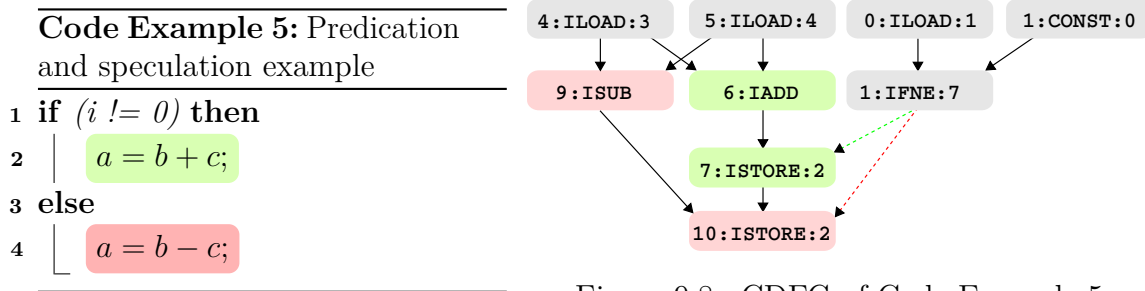 Code Example 5: Predication
and speculation example
1 if (i != 0) then
2 a = b + c;
3 else
4 a = b − c;
4:ILOAD:3 5:ILOAD:4 0:ILOAD:1 1:CONST:0
9:ISUB 6:IADD 1:IFNE:7
7:ISTORE:2
10:ISTORE:2